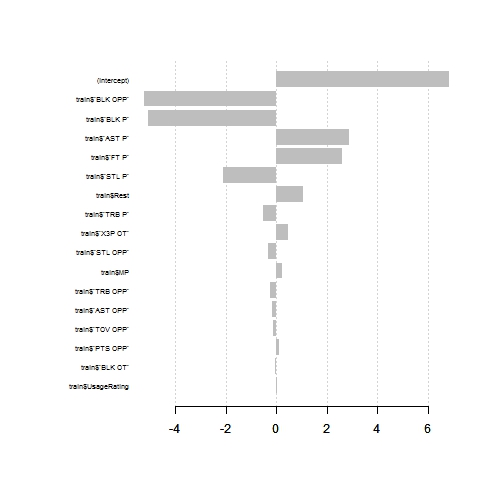 (Intercept)
train$`BLK OPP`
train$`BLK P`
train$`AST P`
train$`FT P`
train$`STL P`
train$Rest
train$`TRB P`
train$`X3P OT`
train$`STL OPP`
train$MP
train$`TRB OPP`
train$`AST OPP`
train$`TOV OPP`
train$`PTS OPP`
train$`BLK OT`
train$UsageRating
-4 -2 0 2 4 6